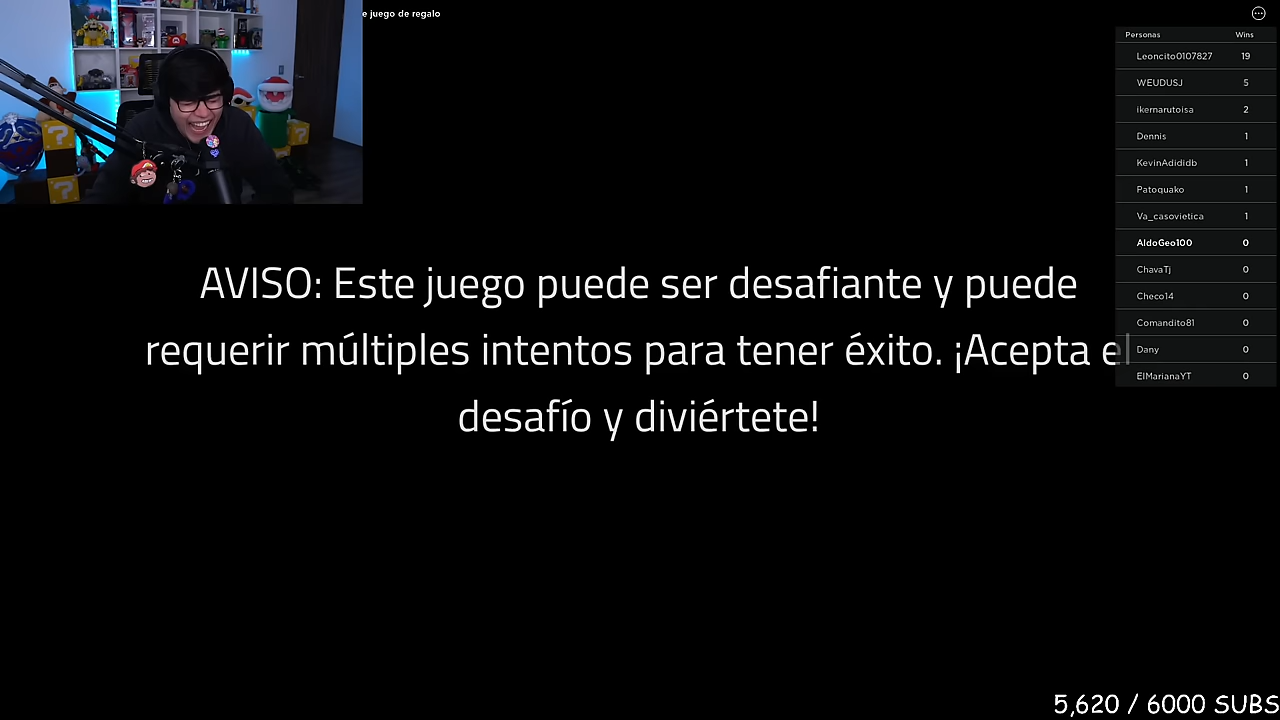 e juego de regalo
Personas Wins
Leoncito0107827 19
WEUDUSJ 5
ikernarutoisa 2
Dennis 1
KevinAdididb 1
Patoquako 1
Va_casovietica 1
AldoGeo100 0
ChavaTj 0
Checo14 0
Comandito81 0
Dany 0
ElMarianaYT 0
AVISO: Este juego puede ser desafiante y puede
requerir múltiples intentos para tener éxito. ¡Acepta el
desafío y diviértete!
5,620 / 6000 SUBS